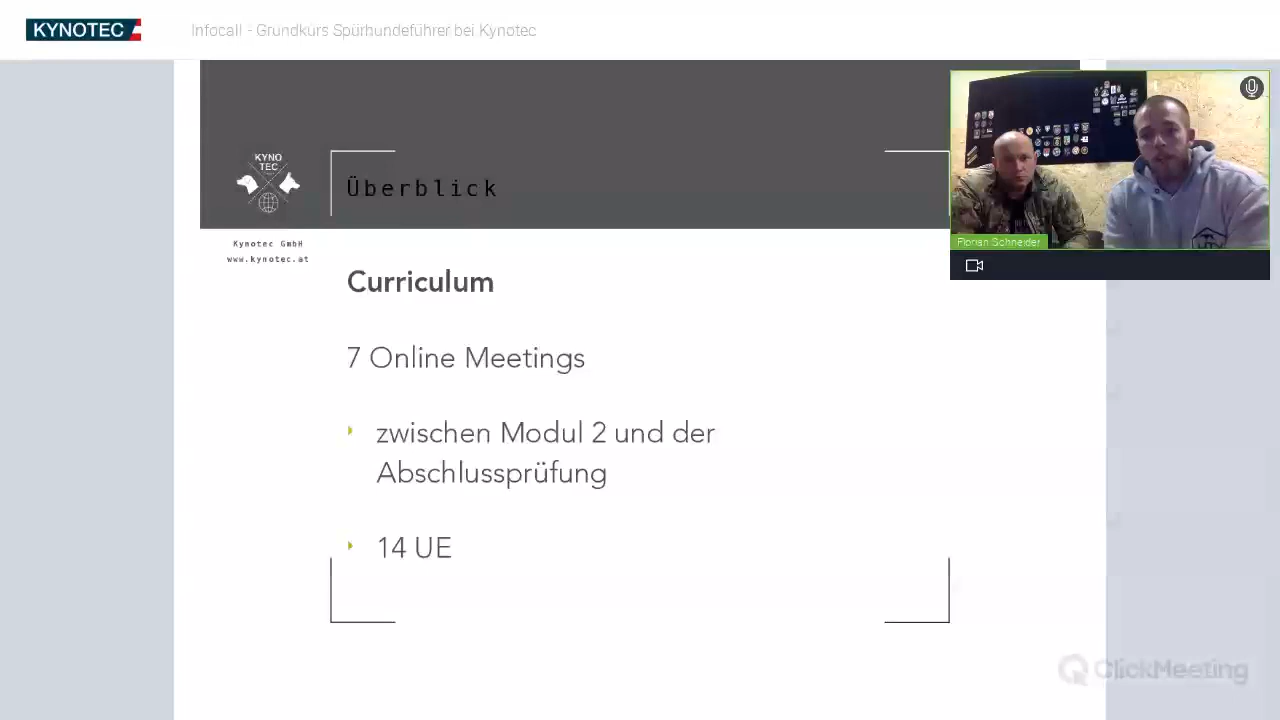 KYNOTEC
Infocall - Grundkurs Spürhundeführer bei Kynotec
KYNO
TEC
Überblick
Kynotec GmbH
www.kynotec.at
Curriculum
7 Online Meetings
zwischen Modul 2 und der
Abschlussprüfung
14 UE
Florian Schneider
ClickMeeting